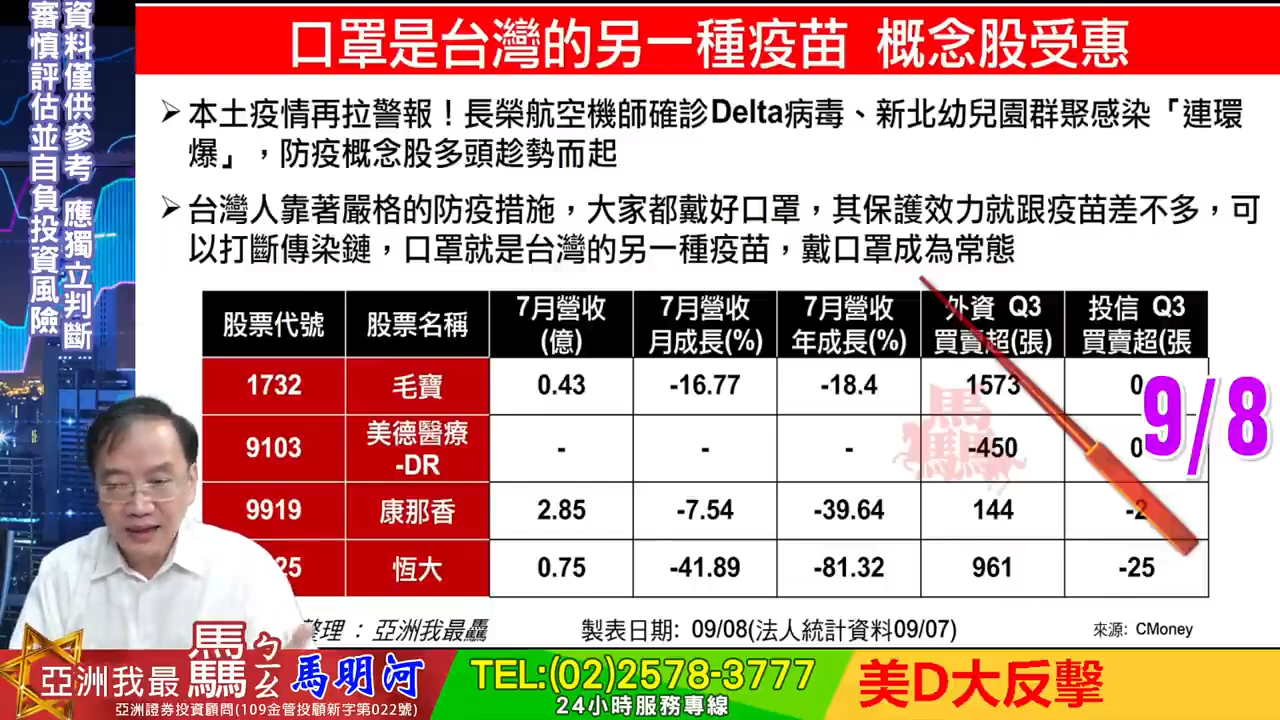 資料僅供參考 應獨立判斷
審慎評估並自負投資風險
口罩是台灣的另一種疫苗 概念股受惠
本土疫情再拉警報！長榮航空機師確診Delta病毒、新北幼兒園群聚感染「連環
爆」，防疫概念股多頭趁勢而起
台灣人靠著嚴格的防疫措施，大家都戴好口罩，其保護效力就跟疫苗差不多，可
以打斷傳染鏈，口罩就是台灣的另一種疫苗，戴口罩成為常態
股票代號 股票名稱 7月營收(億) 7月營收月成長(%) 7月營收年成長(%) 外資 Q3買賣超(張) 投信 Q3買賣超(張
1732 毛寶 0.43 -16.77 -18.4 1573 0
9103 美德醫療-DR - - - -450 0
9919 康那香 2.85 -7.54 -39.64 144 -2
25 恆大 0.75 -41.89 -81.32 961 -25
9/8
整理：亞洲我最驫 製表日期: 09/08(法人統計資料09/07) 來源: CMoney
亞洲我最驫ㄅㄧㄠ 馬明河
亞洲證券投資顧問(109金管投顧新字第022號)
TEL:(02)2578-3777
24小時服務專線
美D大反擊